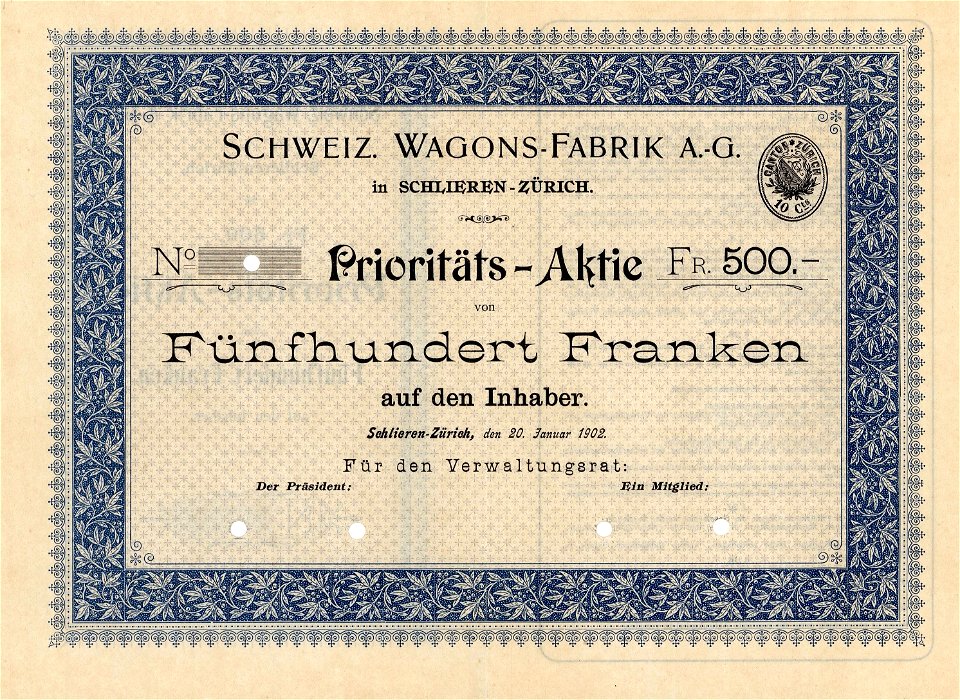 SCHWEIZ. WAGONS-FABRIK A.-G.
in SCHLIEREN-ZÜRICH.
CANTON ZÜRICH
10 Cts
No Prioritäts-Aktie FR. 500.-
von
Fünfhundert Franken
auf den Inhaber.
Schlieren-Zürich, den 20. Januar 1902.
Für den Verwaltungsrat:
Der Präsident: Ein Mitglied: